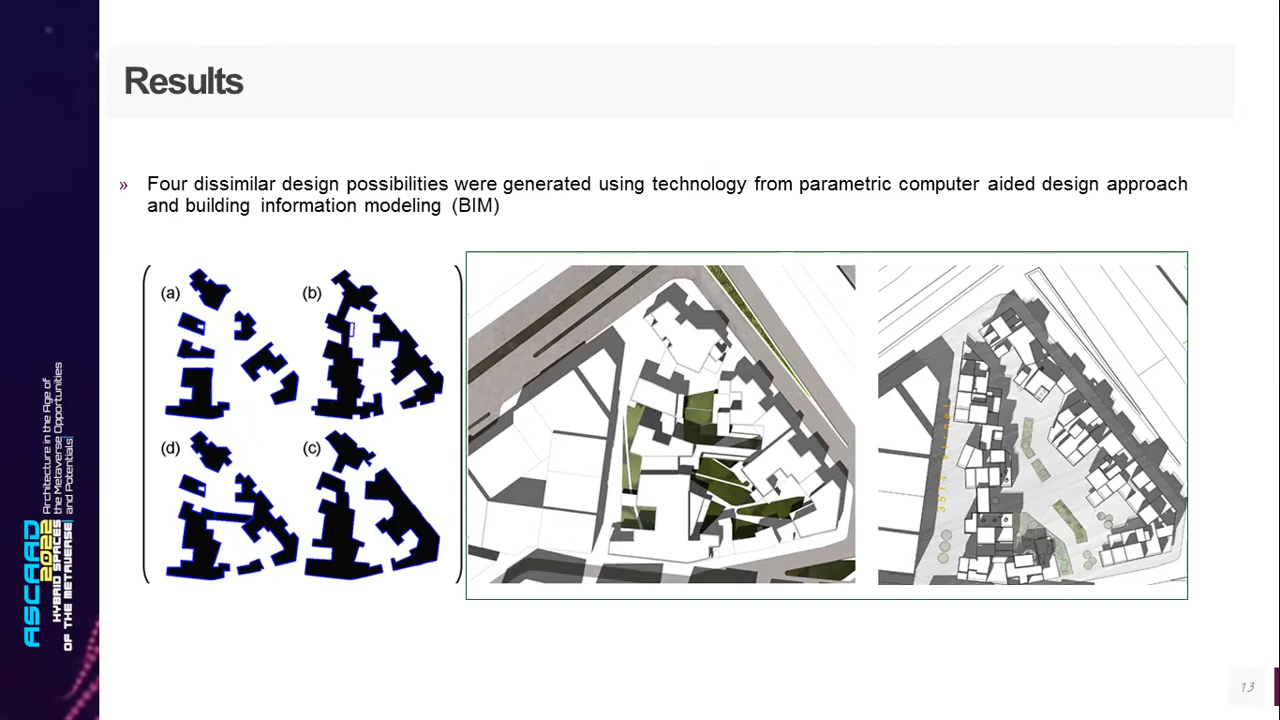 Results
» Four dissimilar design possibilities were generated using technology from parametric computer aided design approach
and building information modeling (BIM)
(a)
(b)
(d)
(c)
ASCAAD
2022
HYBRID SPACES
OF THE METAVERSE
Architecture in the Age of
the Metaverse Opportunities
and Potentials
13